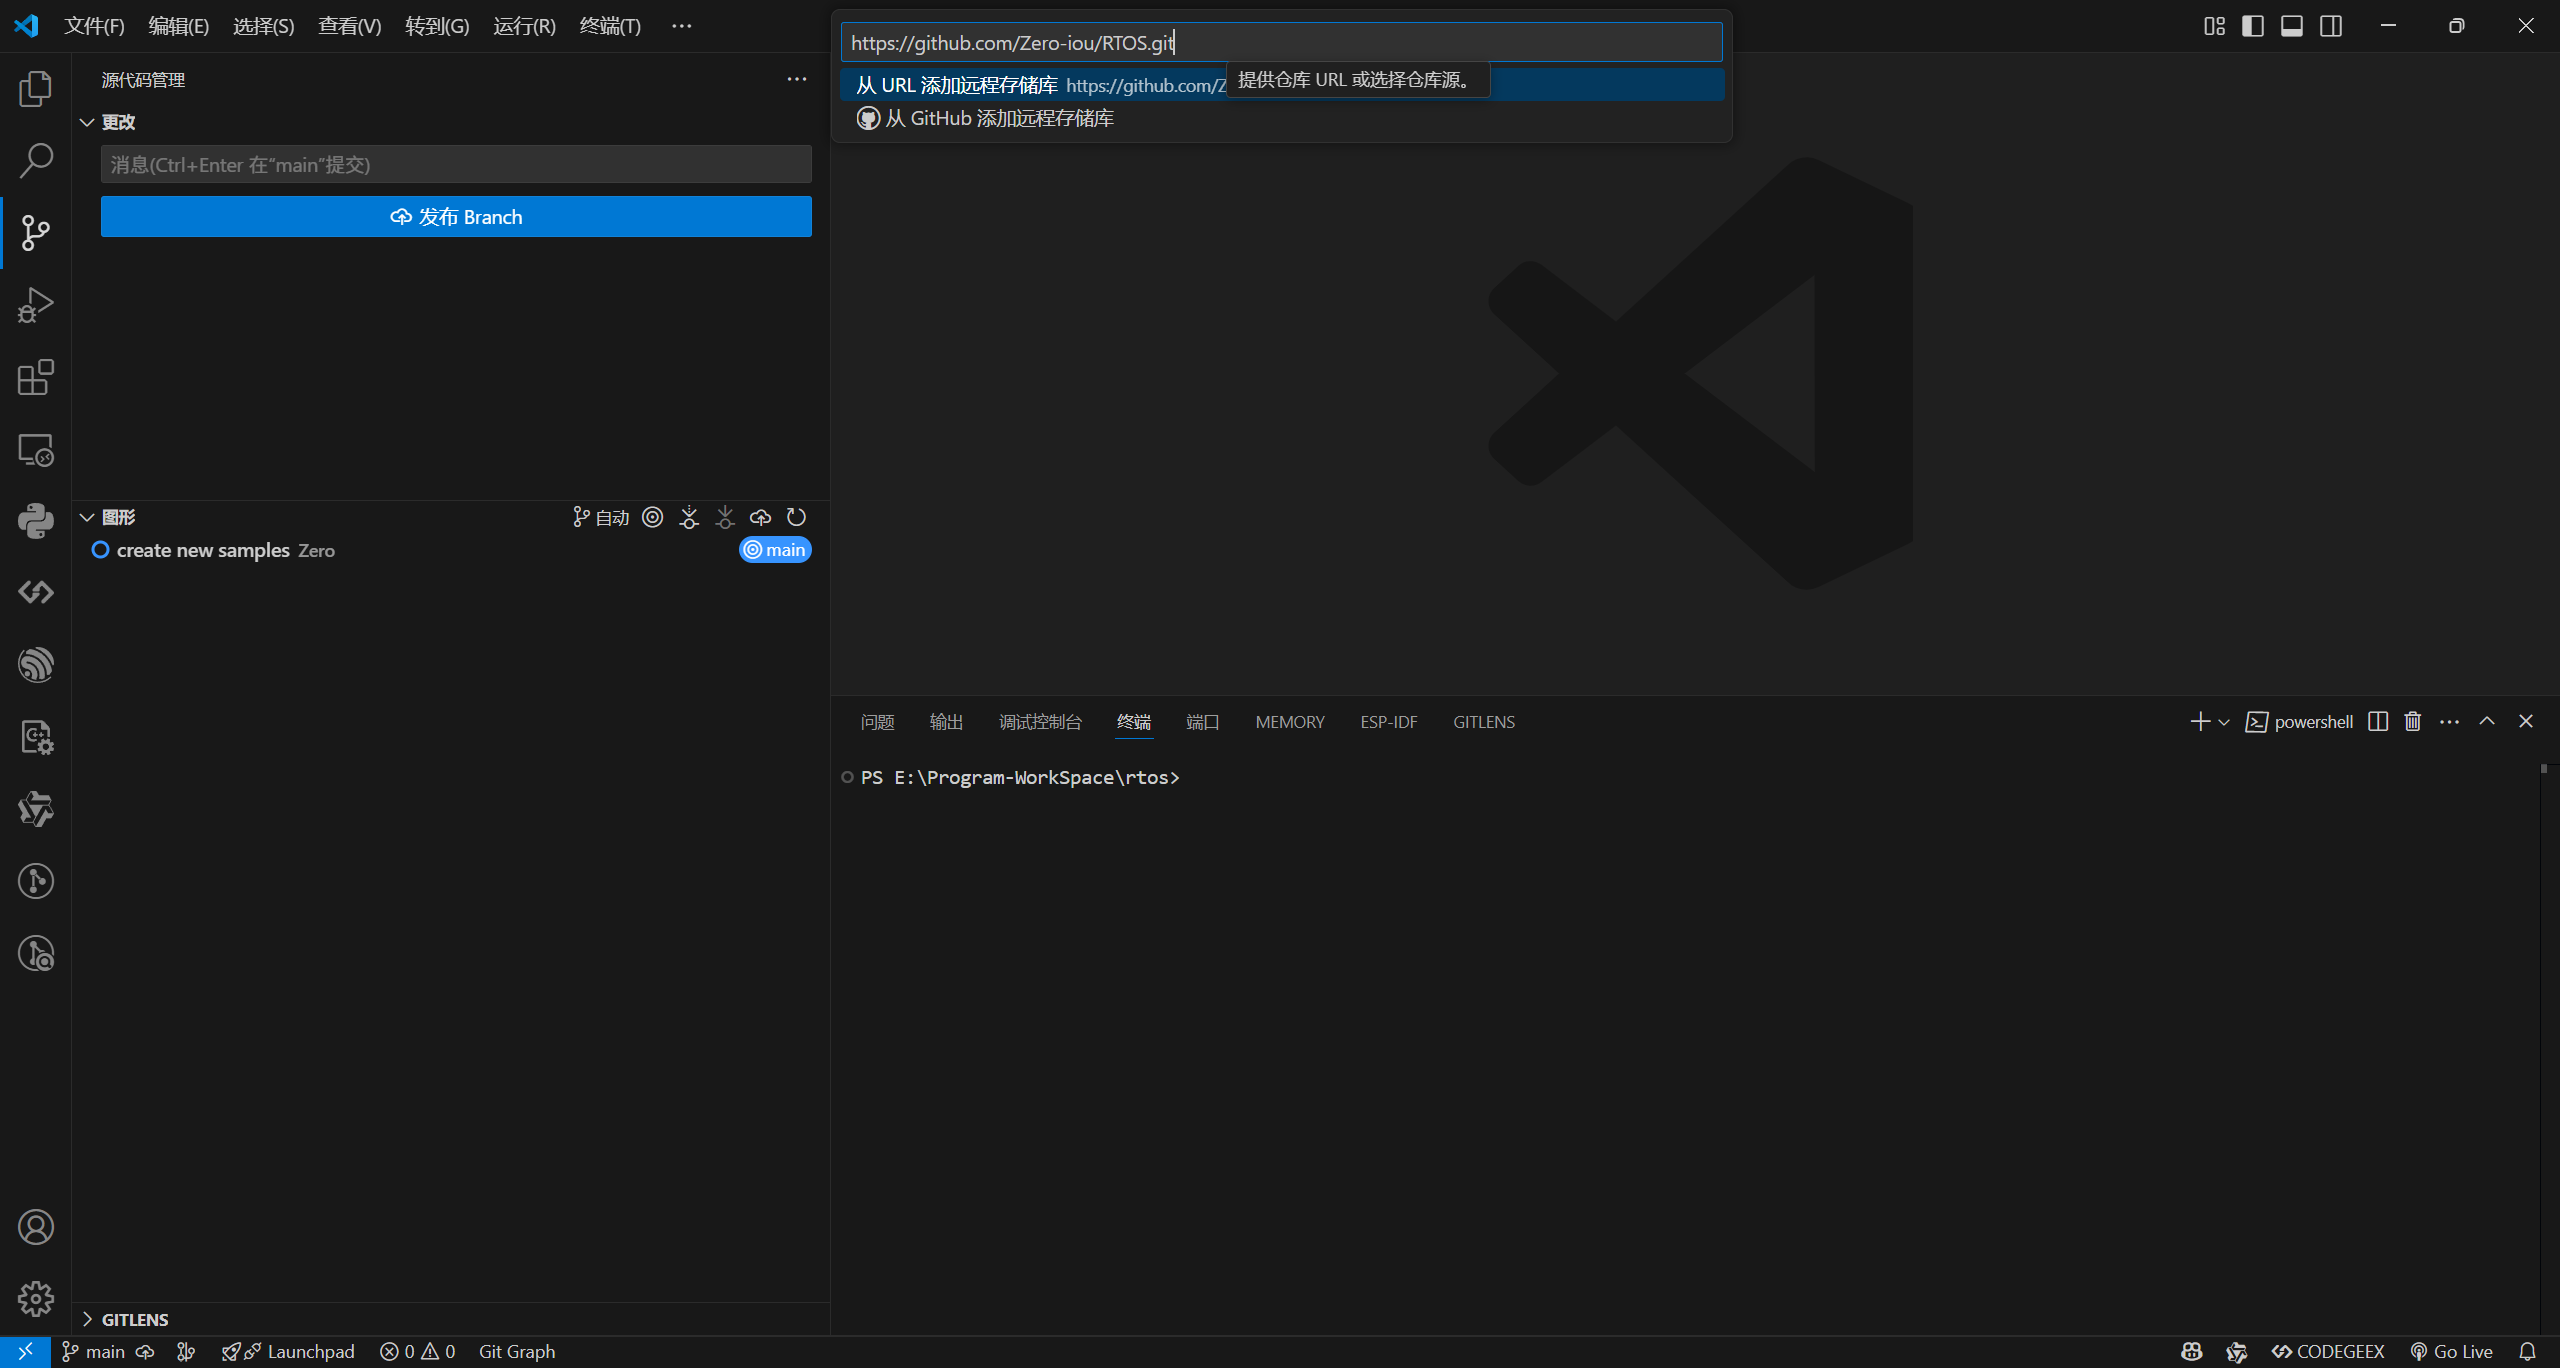 文件(F) 编辑(E) 选择(S) 查看(V) 转到(G) 运行(R) 终端(T) ···
https://github.com/Zero-iou/RTOS.git
从 URL 添加远程存储库 https://github.com/Z
提供仓库 URL 或选择仓库源。
从 GitHub 添加远程存储库
源代码管理
更改
消息(Ctrl+Enter 在“main”提交)
发布 Branch
图形
自动
create new samples Zero
main
问题 输出 调试控制台 终端 端口 MEMORY ESP-IDF GITLENS
powershell
PS E:\Program-WorkSpace\rtos>
GITLENS
main
Launchpad
0 0
Git Graph
CODEGEEX
Go Live